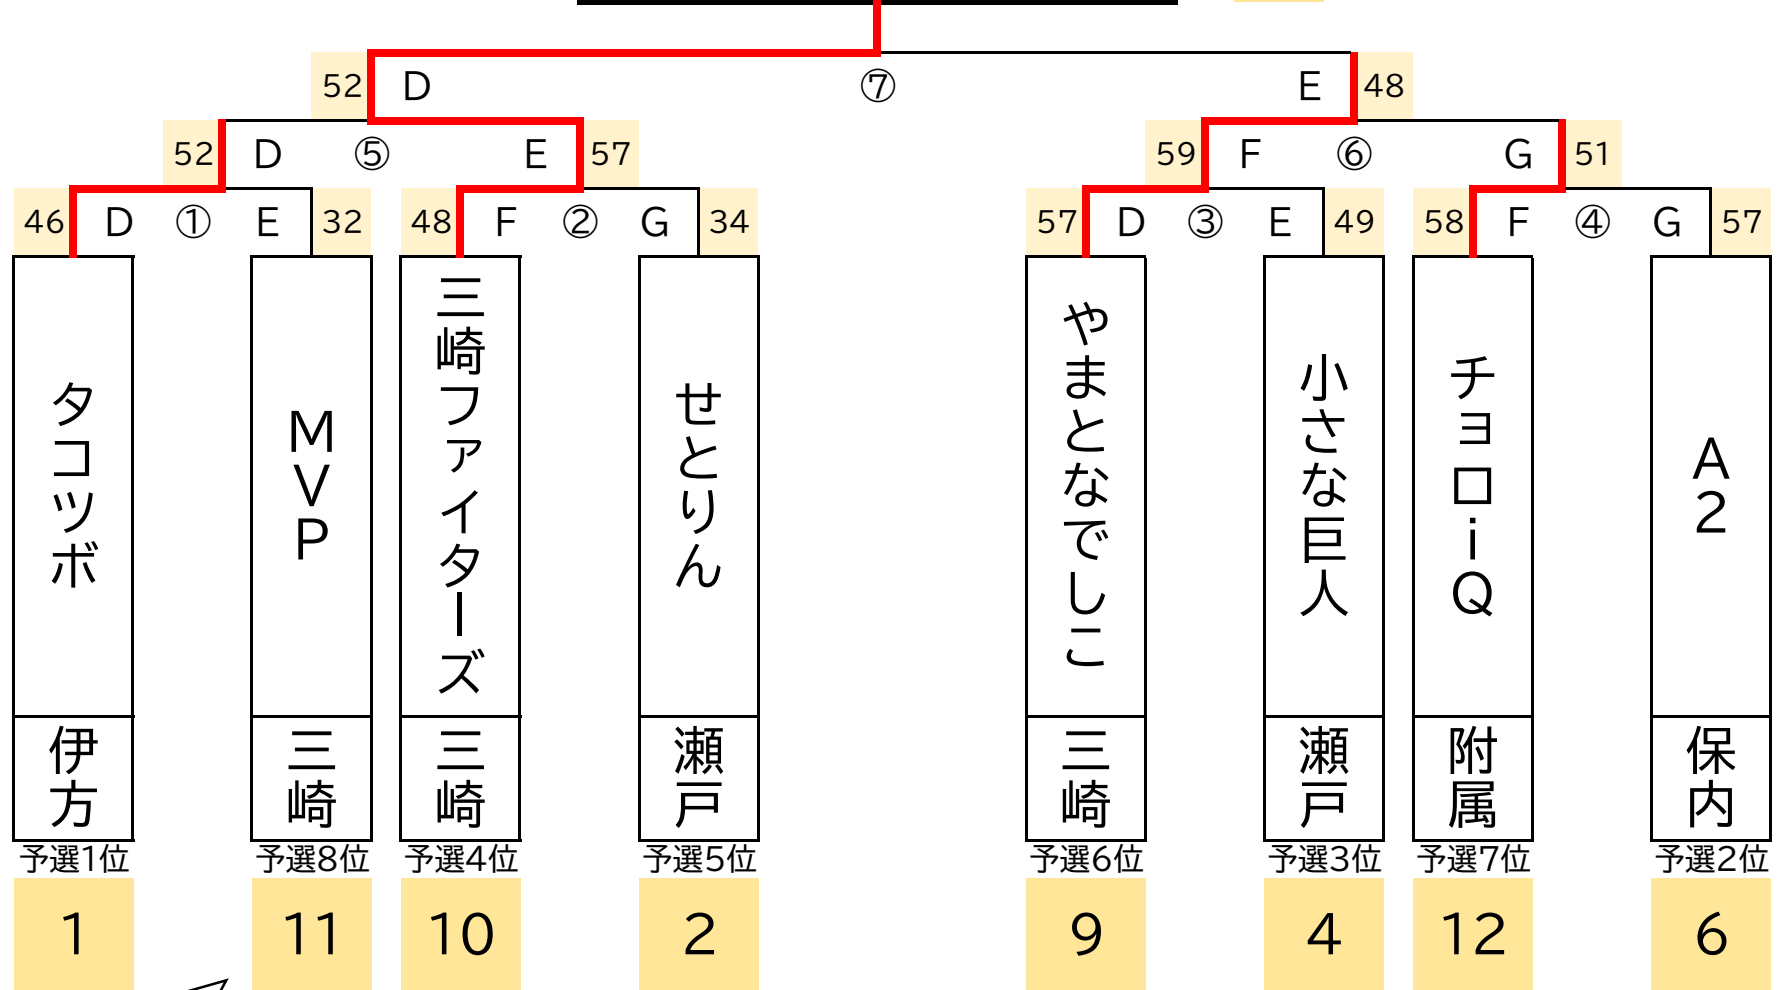 52 D ⑦ E 48
52 D ⑤ E 57
59 F ⑥ G 51
46 D ① E 32
48 F ② G 34
57 D ③ E 49
58 F ④ G 57
タコツボ
MVP
三崎ファイターズ
せとりん
やまとなでしこ
小さな巨人
チョロiQ
A2
伊方
三崎
三崎
瀬戸
三崎
瀬戸
附属
保内
予選1位
予選8位
予選4位
予選5位
予選6位
予選3位
予選7位
予選2位
1
11
10
2
9
4
12
6